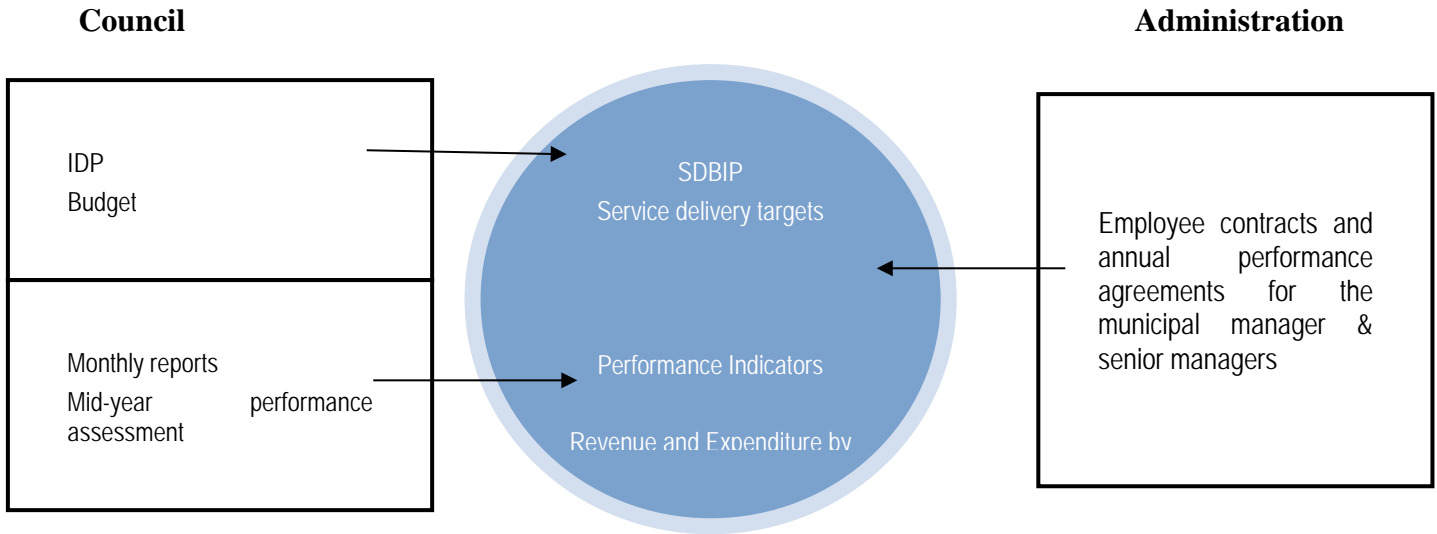 Council
Administration
IDP
Budget
Monthly reports
Mid-year performance
assessment
SDBIP
Service delivery targets
Performance Indicators
Revenue and Expenditure by
Employee contracts and
annual performance
agreements for the
municipal manager &
senior managers